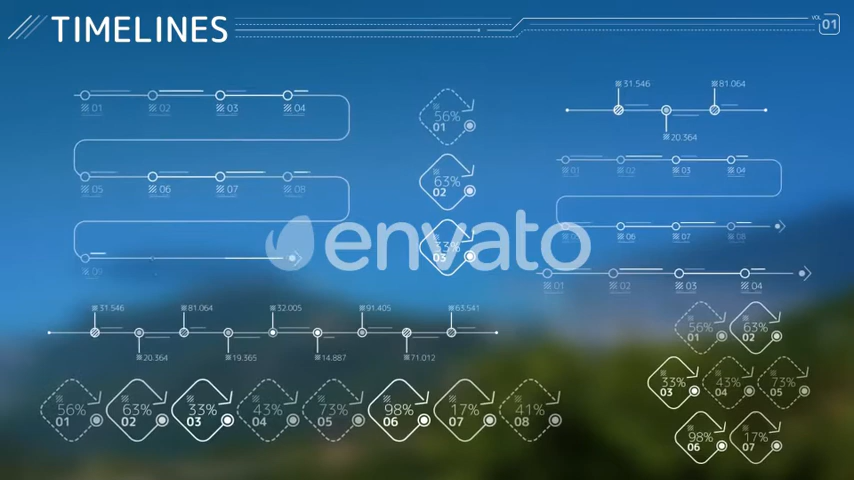 TIMELINES
VOL
01
01 02 03 04
05 06 07 08
09
56%
01
63%
02
33%
03
31.546 81.064
20.364
01 02 03 04
05 06 07 08
01 02 03 04
envato
31.546 81.064 32.005 91.405 63.541
20.364 19.365 14.887 71.012
56% 63% 33% 43% 73% 98% 17% 41%
01 02 03 04 05 06 07 08
56% 63%
01 02
33% 43% 73%
03 04 05
98% 17%
06 07